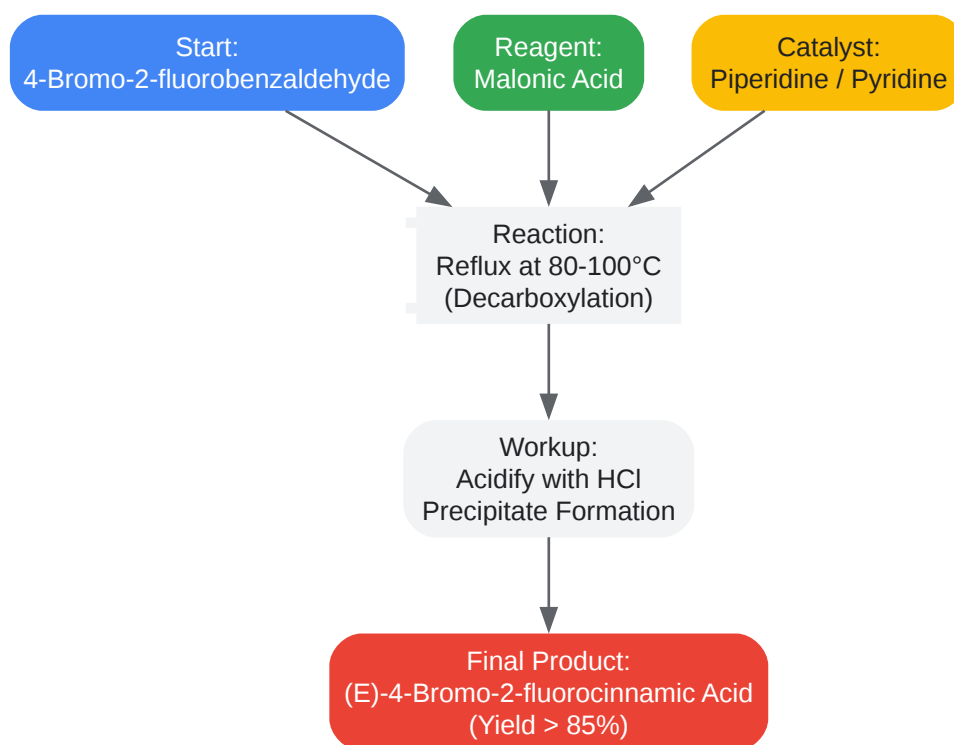 Start:
4-Bromo-2-fluorobenzaldehyde
Reagent:
Malonic Acid
Catalyst:
Piperidine / Pyridine
Reaction:
Reflux at 80-100°C
(Decarboxylation)
Workup:
Acidify with HCl
Precipitate Formation
Final Product:
(E)-4-Bromo-2-fluorocinnamic Acid
(Yield > 85%)